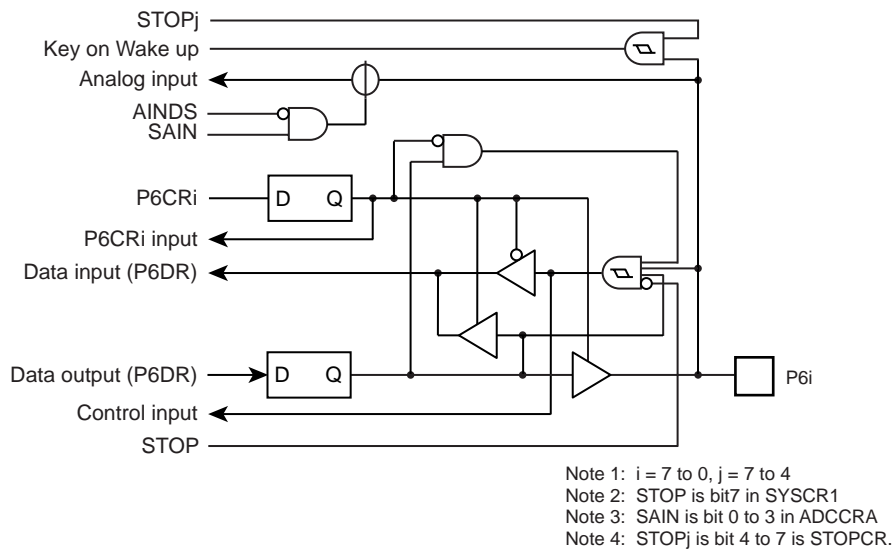 STOPj
Key on Wake up
Analog input
AINDS
SAIN
P6CRi
D Q
P6CRi input
Data input (P6DR)
Data output (P6DR)
D Q
P6i
Control input
STOP
Note 1: i = 7 to 0, j = 7 to 4
Note 2: STOP is bit7 in SYSCR1
Note 3: SAIN is bit 0 to 3 in ADCCRA
Note 4: STOPj is bit 4 to 7 is STOPCR.